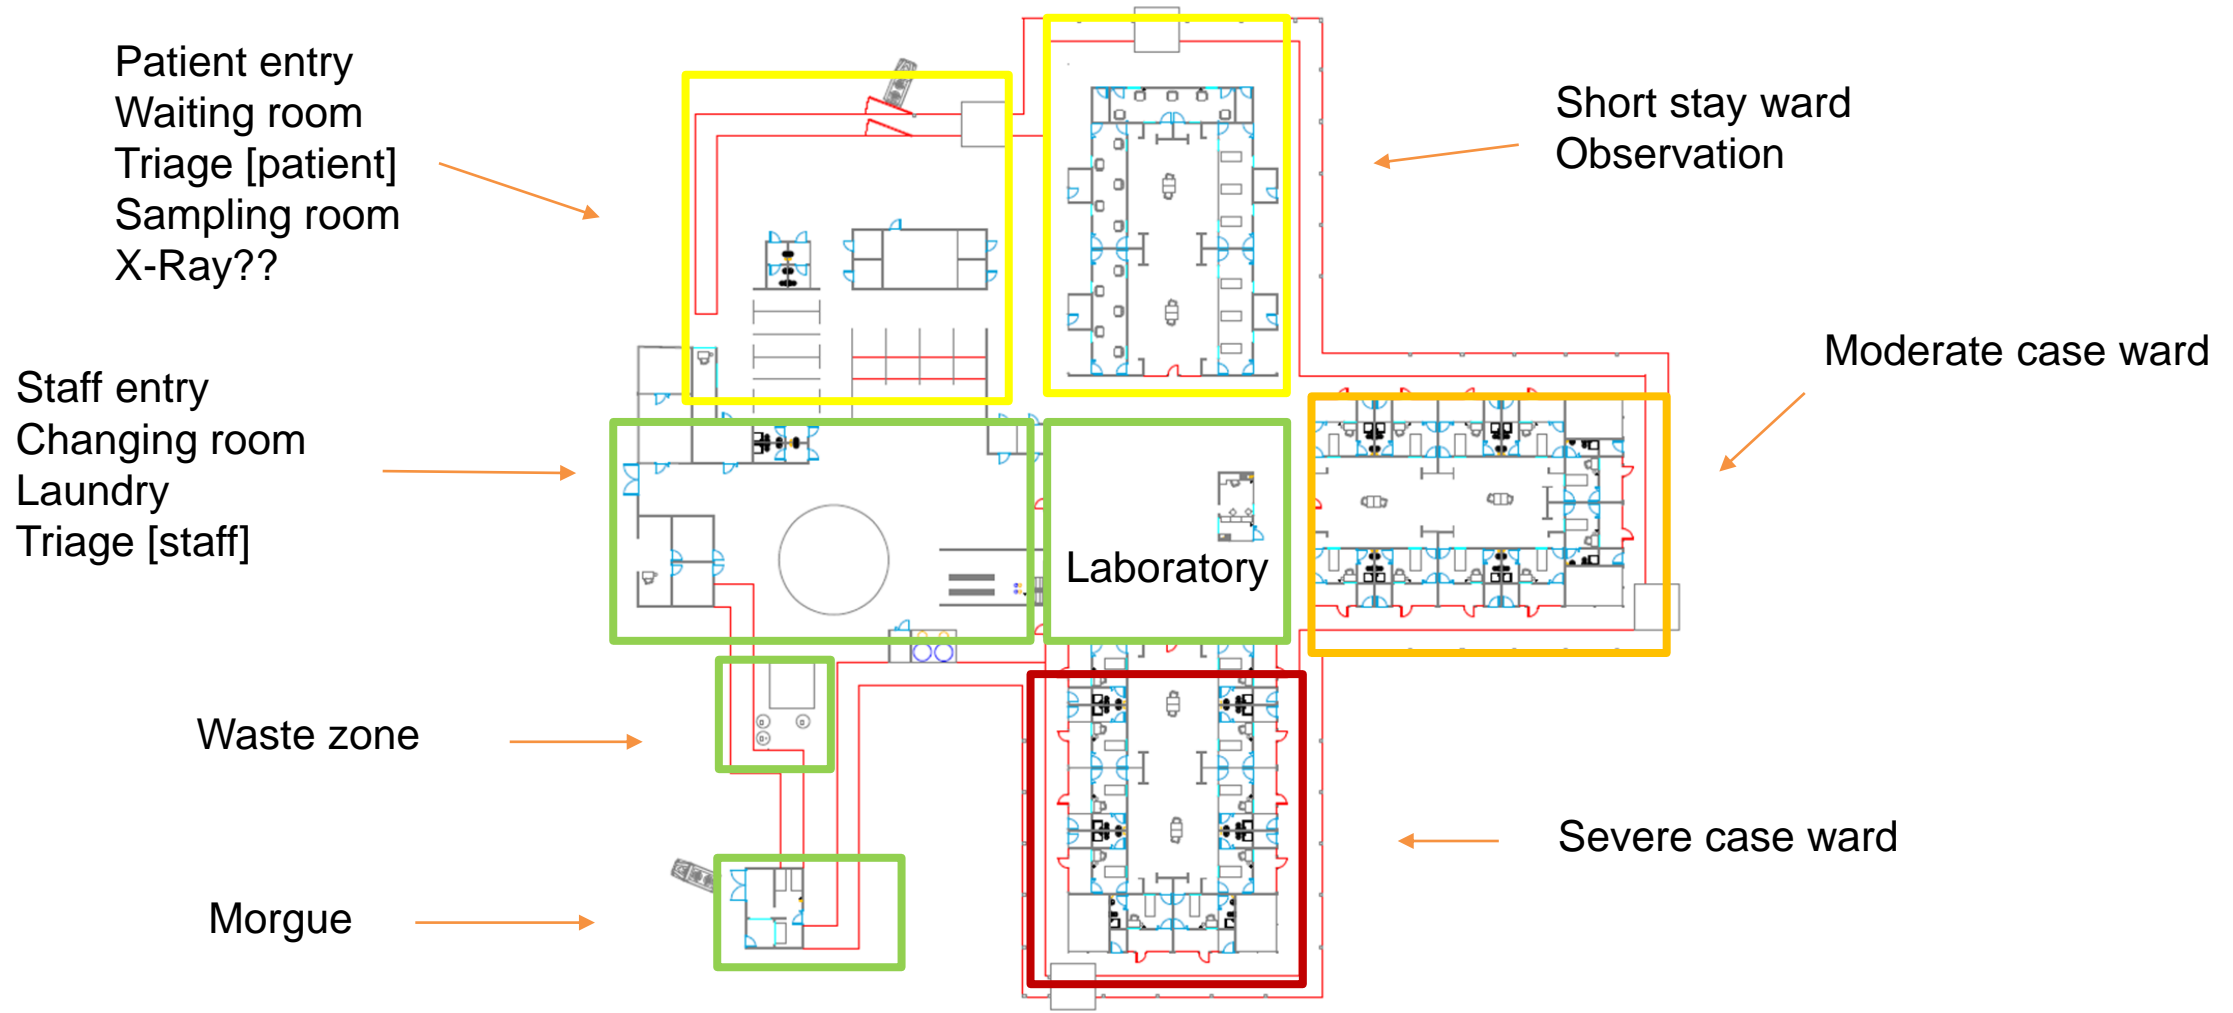 Patient entry
Waiting room
Triage [patient]
Sampling room
X-Ray??
Short stay ward
Observation
Moderate case ward
Staff entry
Changing room
Laundry
Triage [staff]
Laboratory
Waste zone
Severe case ward
Morgue